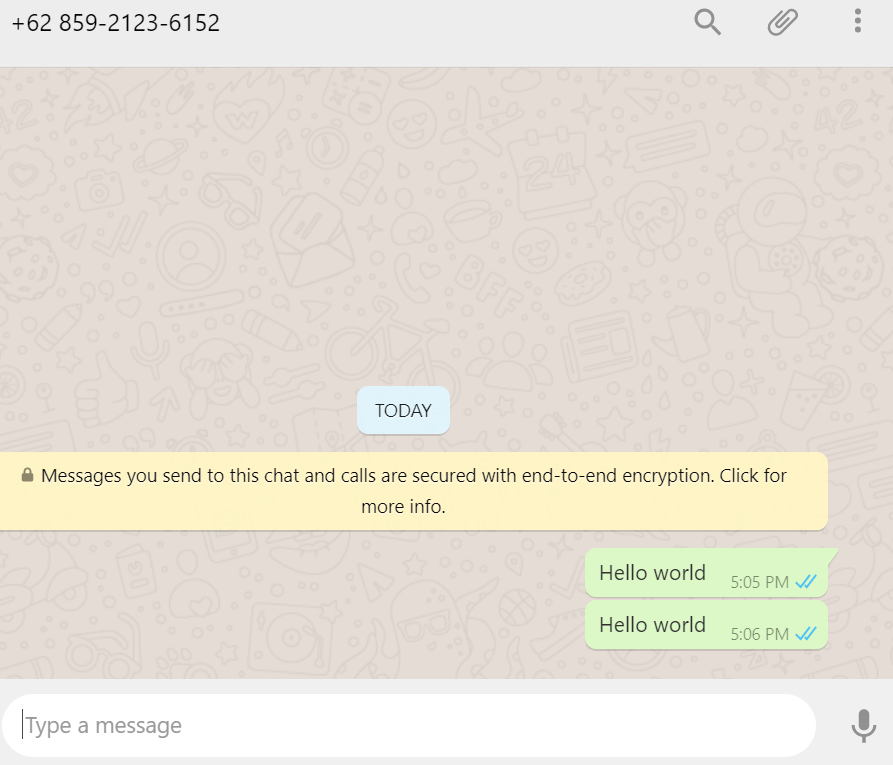 +62 859-2123-6152
TODAY
Messages you send to this chat and calls are secured with end-to-end encryption. Click for
more info.
Hello world
5:05 PM
Hello world
5:06 PM
Type a message